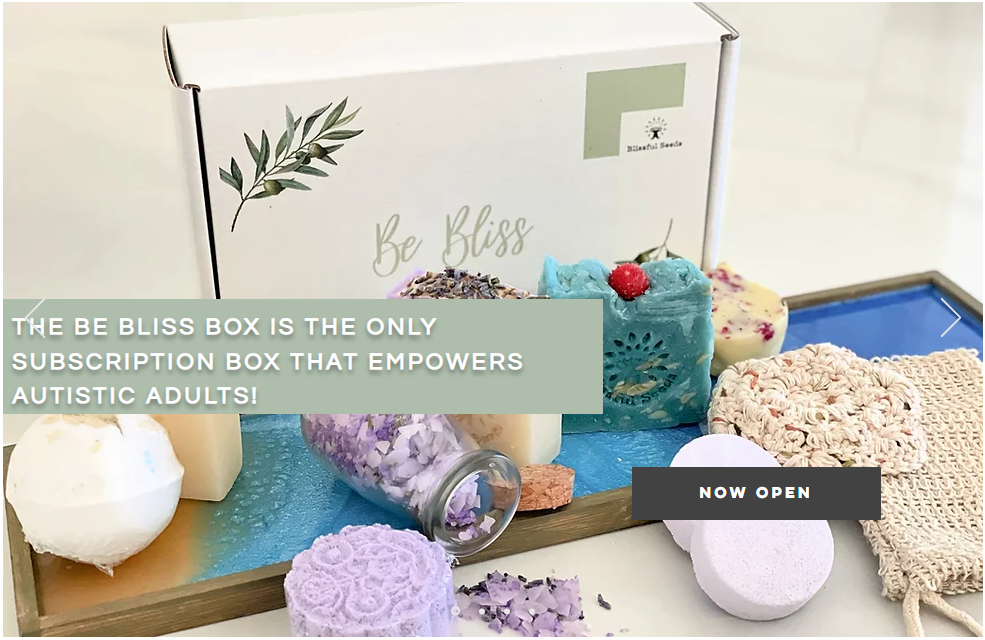 Blissful Seeds
Be Bliss
THE BE BLISS BOX IS THE ONLY
SUBSCRIPTION BOX THAT EMPOWERS
AUTISTIC ADULTS!
NOW OPEN